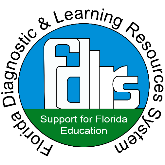 Florida Diagnostic & Learning Resources System
fdlrs
Support for Florida
Education